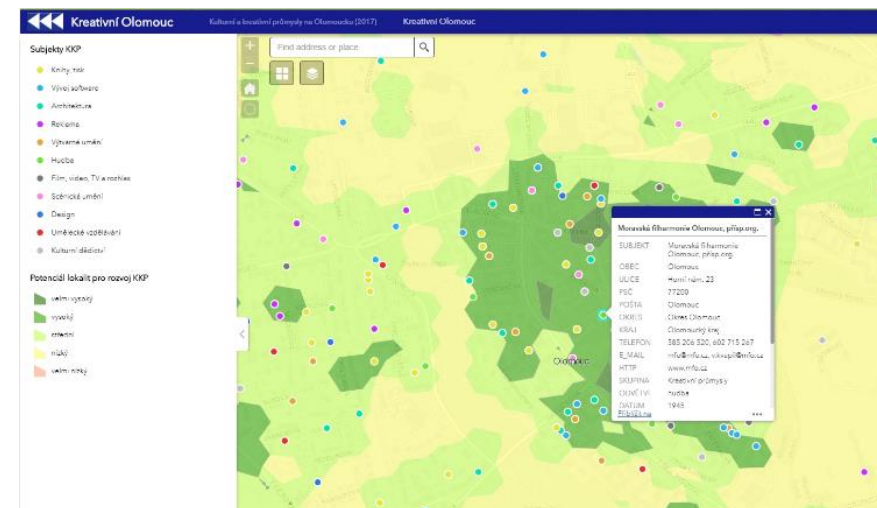 Kreativní Olomouc
Kulturní a kreativní průmysly na Olomoucku (2017)
Kreativní Olomouc
Subjekty KKP
Knihy, tisk
Vývoj software
Architektura
Reklama
Výtvarné umění
Hudba
Film, video, TV a rozhlas
Scénické umění
Design
Umělecké vzdělávání
Kulturní dědictví
Potenciál lokalit pro rozvoj KKP
velmi vysoký
vysoký
střední
nízký
velmi nízký
Find address or place
Olomouc
Moravská filharmonie Olomouc, přísp.org.
SUBJEKT Moravská filharmonie
Olomouc, přísp.org.
OBEC Olomouc
ULICE Horní nám. 23
PSČ 77200
POŠTA Olomouc
OKRES Okres Olomouc
KRAJ Olomoucký kraj
TELEFON 585 206 520, 602 715 267
E_MAIL
HTTP www.mfo.cz
SKUPINA Kreativní průmysly
ODVĚTVÍ hudba
DATUM 1945
Přiblížit na